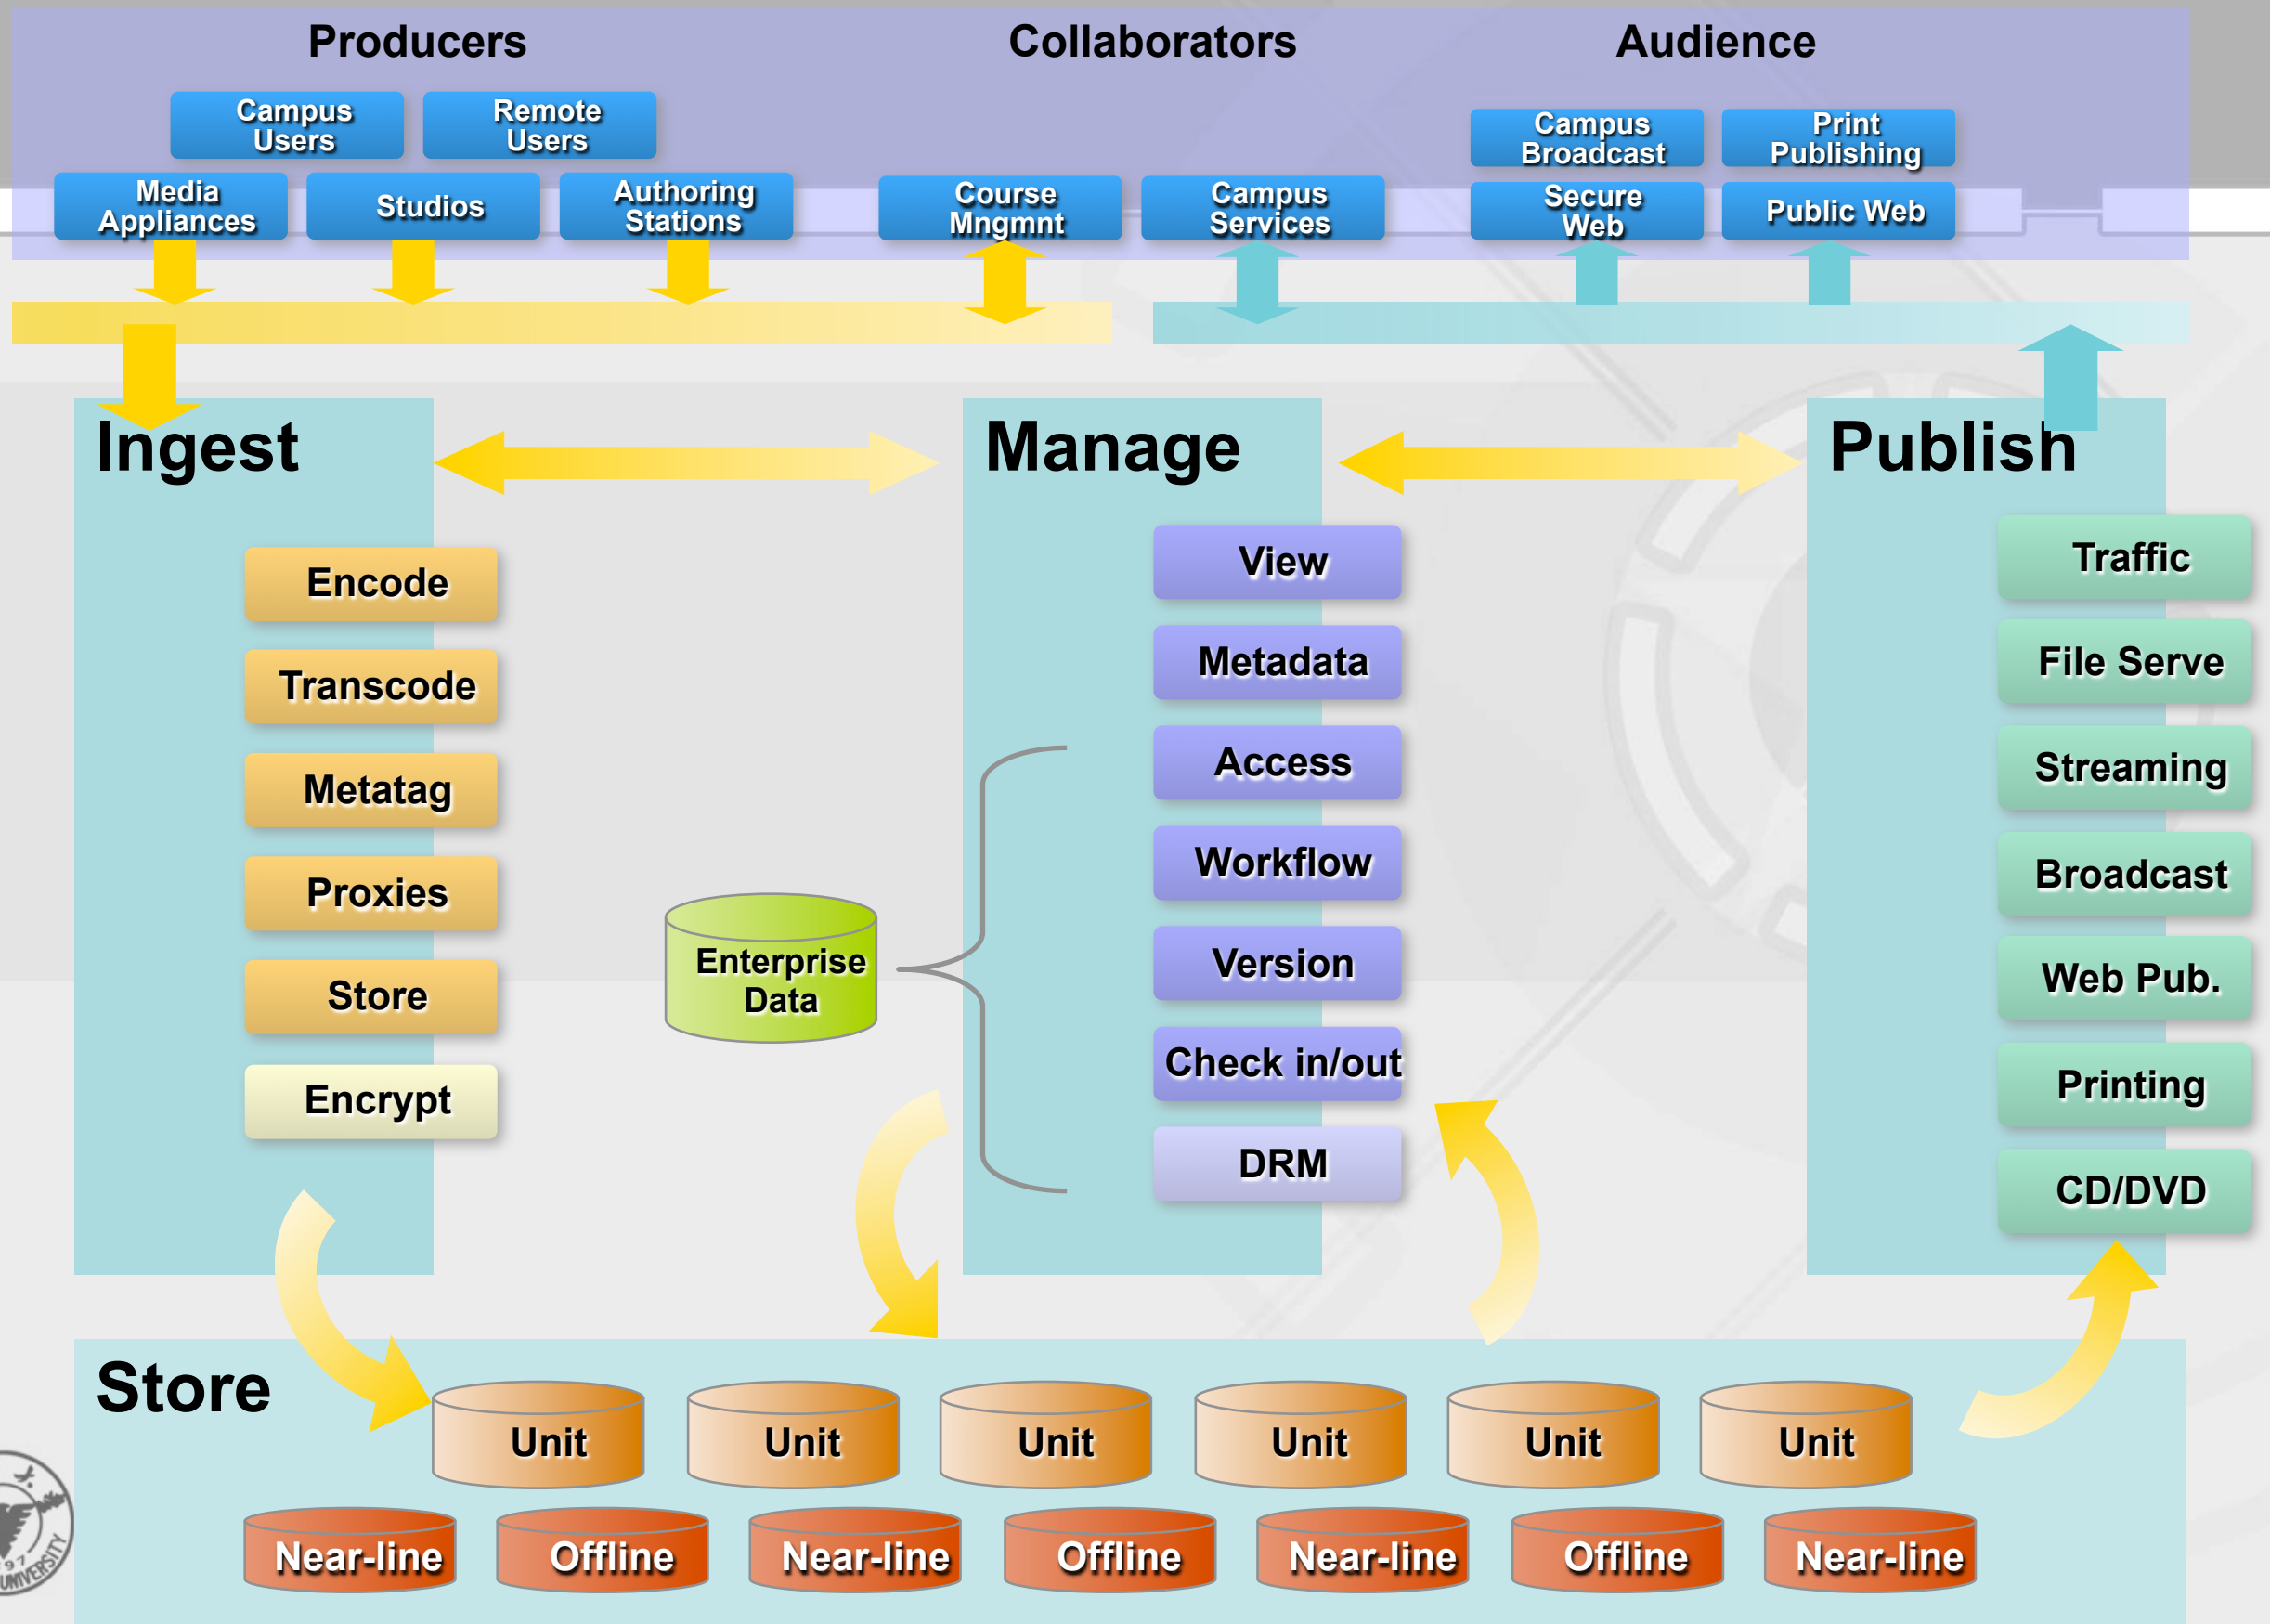 Producers
Collaborators
Audience
Campus
Users
Remote
Users
Media
Appliances
Studios
Authoring
Stations
Course
Mngmnt
Campus
Services
Campus
Broadcast
Print
Publishing
Secure
Web
Public Web
Ingest
Encode
Transcode
Metatag
Proxies
Store
Encrypt
Enterprise
Data
Manage
View
Metadata
Access
Workflow
Version
Check in/out
DRM
Publish
Traffic
File Serve
Streaming
Broadcast
Web Pub.
Printing
CD/DVD
Store
Unit
Unit
Unit
Unit
Unit
Unit
Near-line
Offline
Near-line
Offline
Near-line
Offline
Near-line
UNIVERSITY